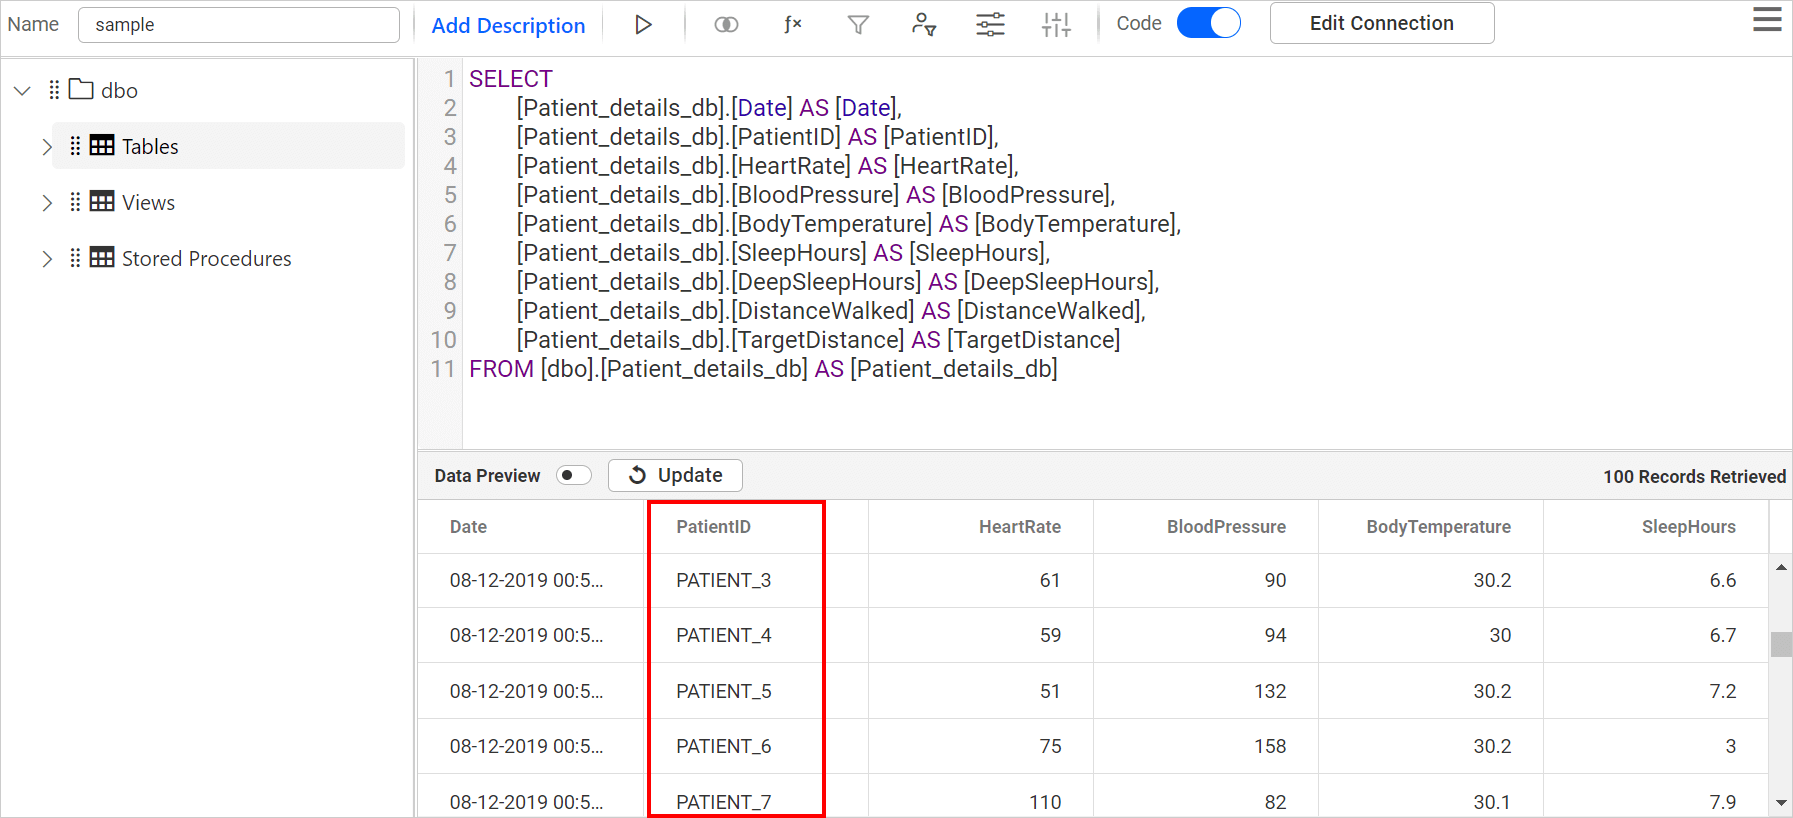 Name sample Add Description f× Code Edit Connection
dbo
Tables
Views
Stored Procedures
1 SELECT
2 [Patient_details_db].[Date] AS [Date],
3 [Patient_details_db].[PatientID] AS [PatientID],
4 [Patient_details_db].[HeartRate] AS [HeartRate],
5 [Patient_details_db].[BloodPressure] AS [BloodPressure],
6 [Patient_details_db].[BodyTemperature] AS [BodyTemperature],
7 [Patient_details_db].[SleepHours] AS [SleepHours],
8 [Patient_details_db].[DeepSleepHours] AS [DeepSleepHours],
9 [Patient_details_db].[DistanceWalked] AS [DistanceWalked],
10 [Patient_details_db].[TargetDistance] AS [TargetDistance]
11 FROM [dbo].[Patient_details_db] AS [Patient_details_db]
Data Preview Update 100 Records Retrieved
Date PatientID HeartRate BloodPressure BodyTemperature SleepHours
08-12-2019 00:5... PATIENT_3 61 90 30.2 6.6
08-12-2019 00:5... PATIENT_4 59 94 30 6.7
08-12-2019 00:5... PATIENT_5 51 132 30.2 7.2
08-12-2019 00:5... PATIENT_6 75 158 30.2 3
08-12-2019 00:5... PATIENT_7 110 82 30.1 7.9